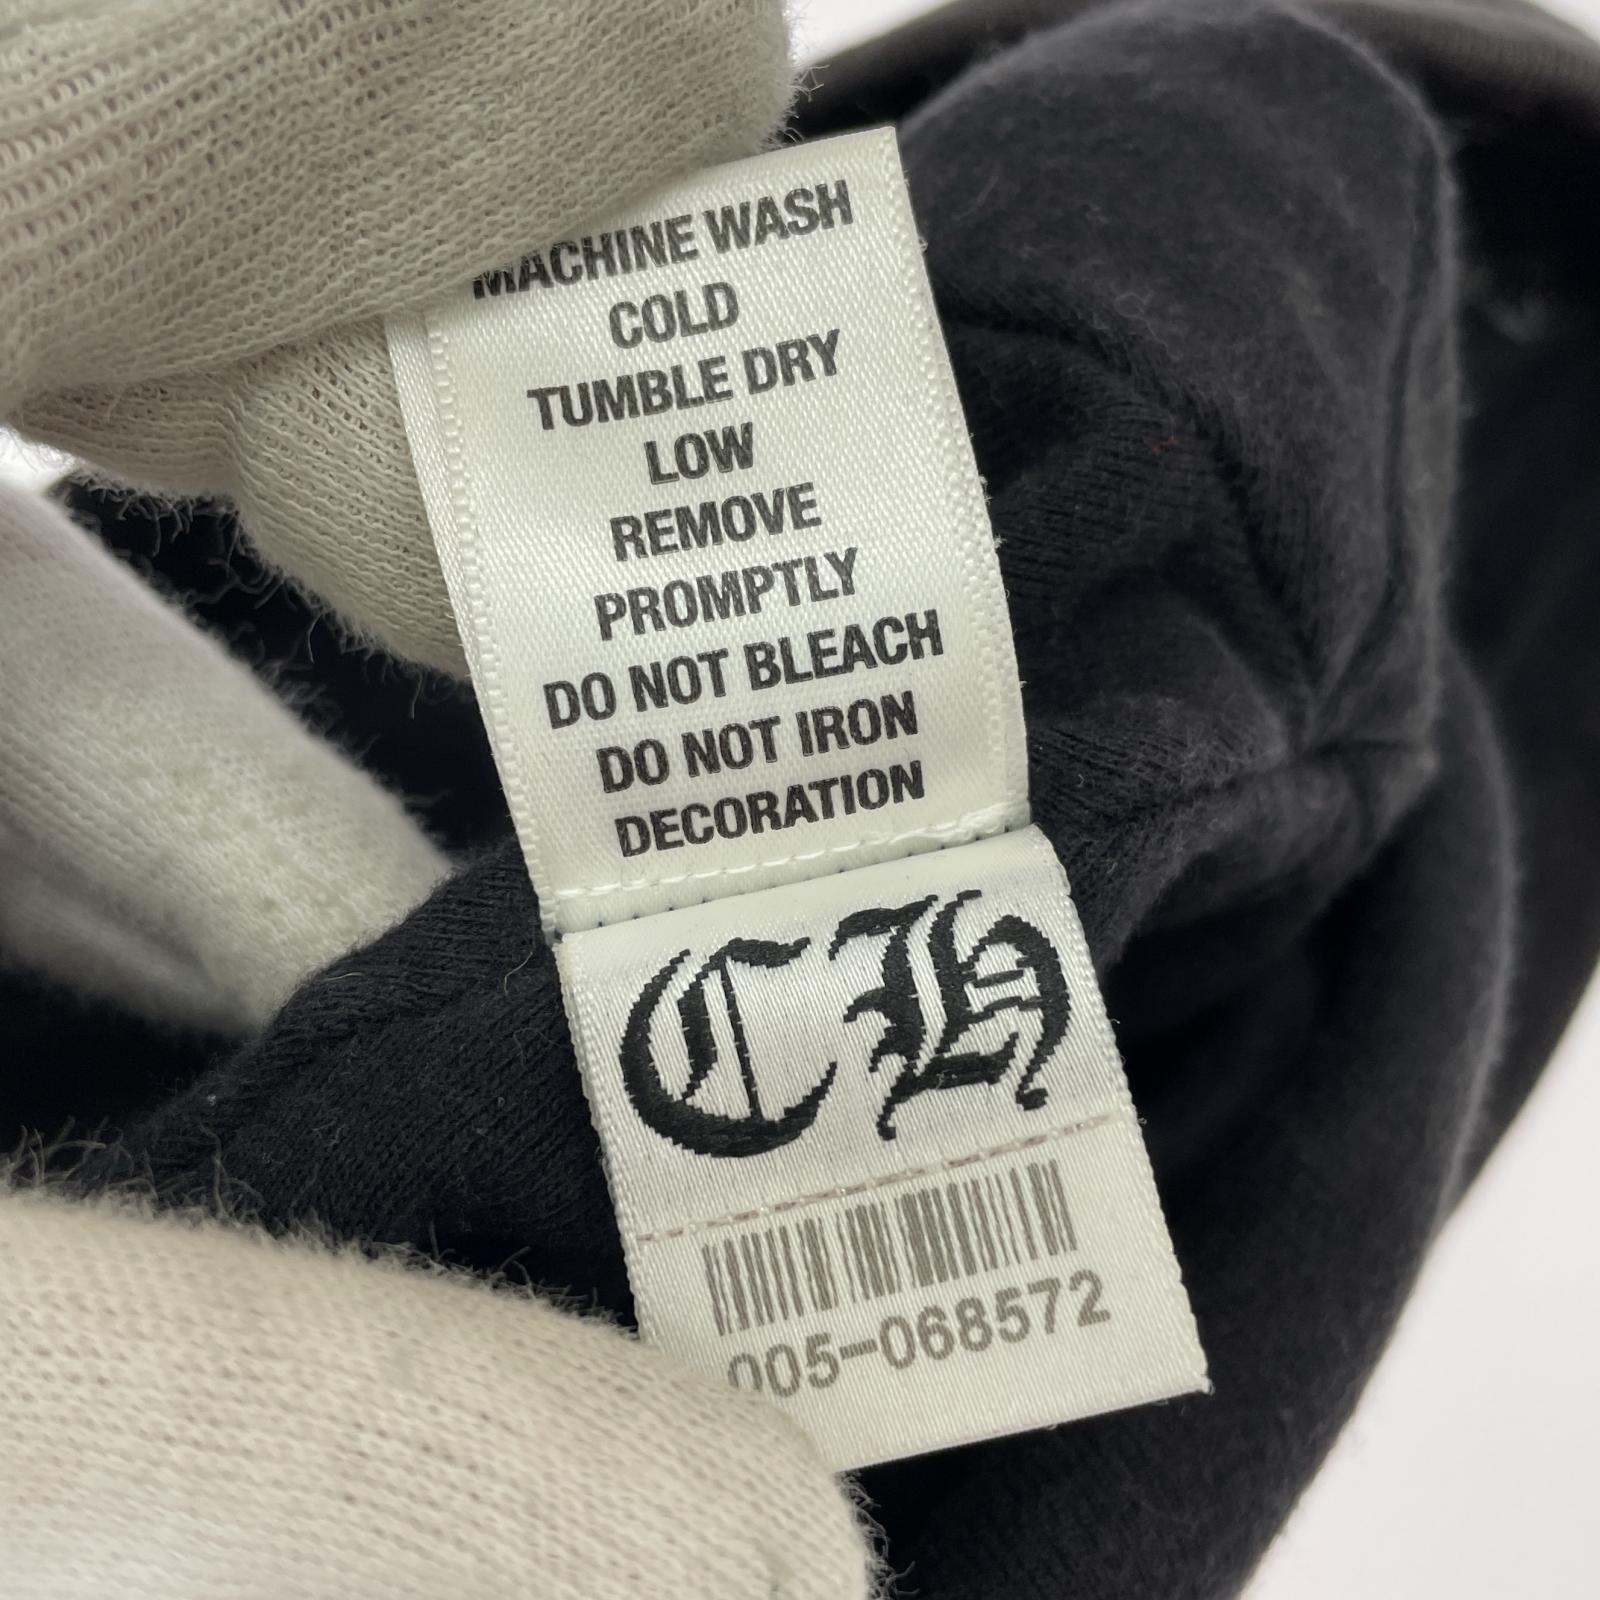 MACHINE WASH
COLD
TUMBLE DRY
LOW
REMOVE
PROMPTLY
DO NOT BLEACH
DO NOT IRON
DECORATION
CH
005-068572